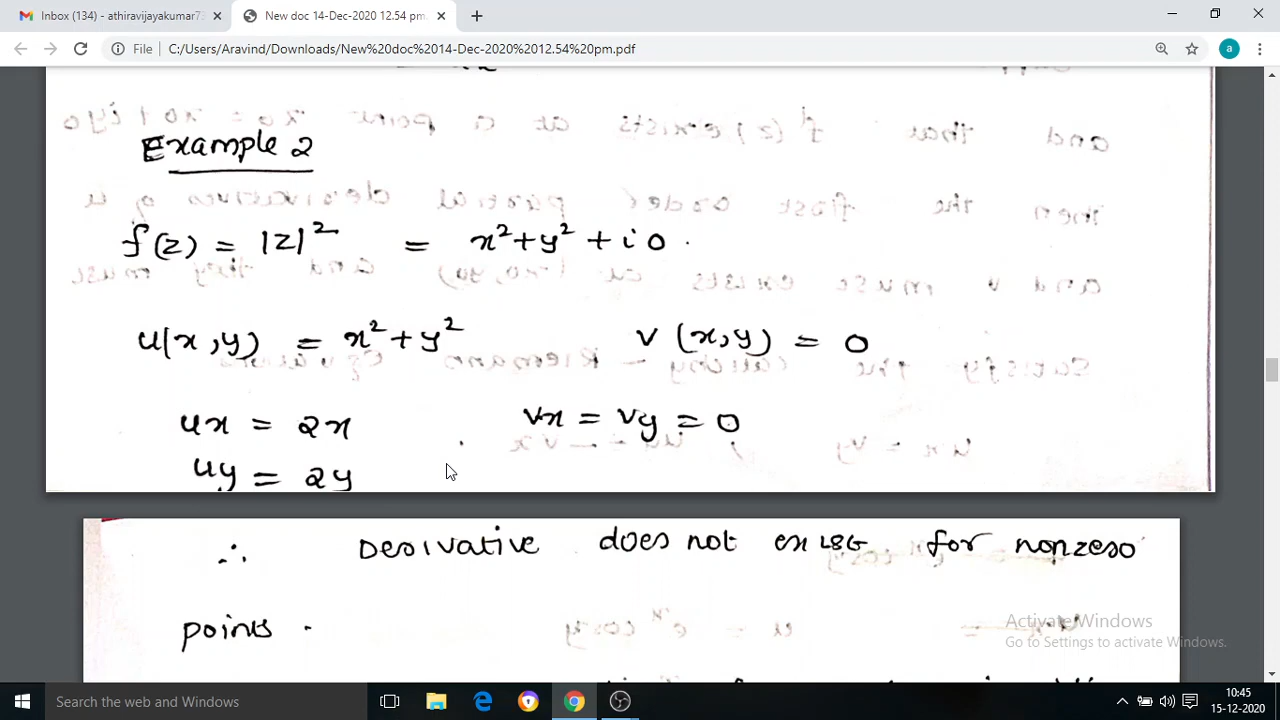 Inbox (134) - athiravijayakumar73
New doc 14-Dec-2020 12.54 pm.pdf
File
C:/Users/Aravind/Downloads/New%20doc%2014-Dec-2020%2012.54%20pm.pdf
a
Example 2
f(z) = |z|² = x²+y² + i0.
u(x,y) = x²+y² v(x,y) = 0
ux = 2x vx = vy = 0
uy = 2y
∴ Derivative does not exist for nonzero
points.
Activate Windows
Go to Settings to activate Windows.
Search the web and Windows
10:45
15-12-2020